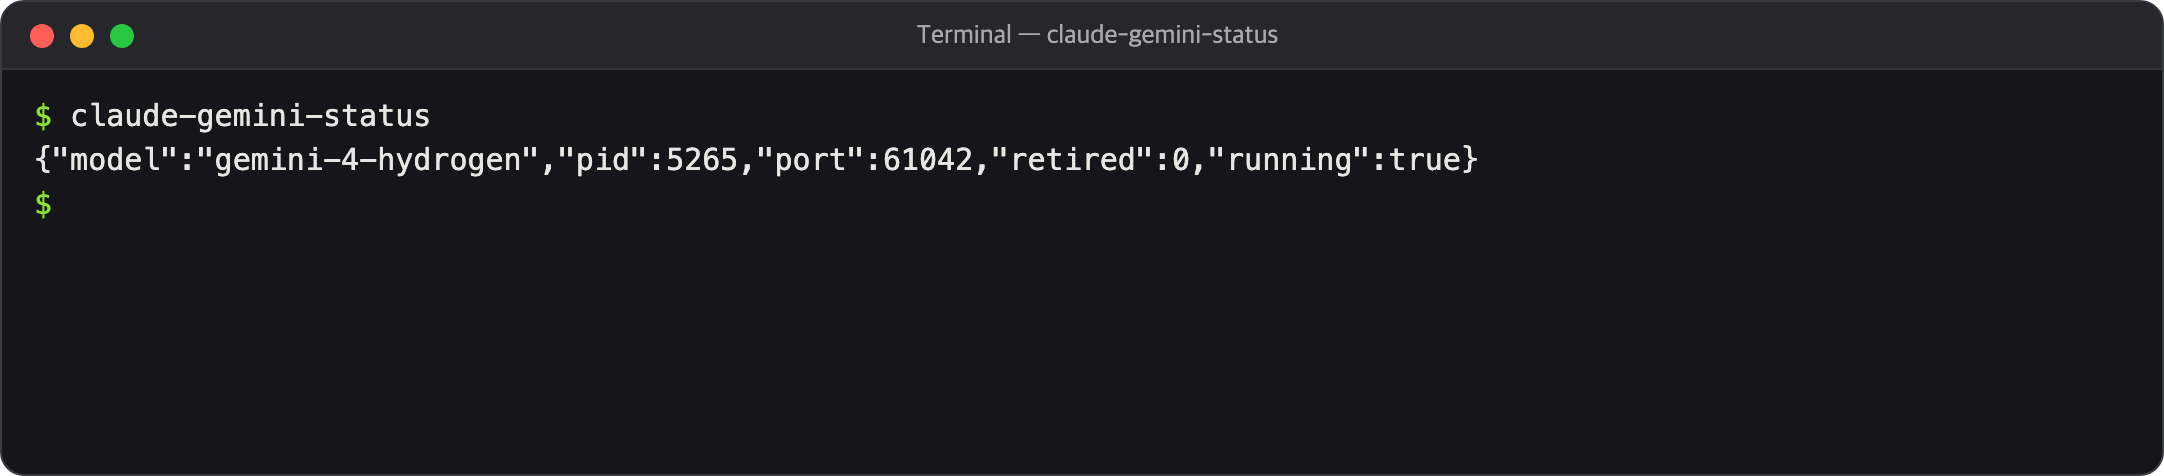 Terminal — claude-gemini-status
$ claude-gemini-status
{"model":"gemini-4-hydrogen","pid":5265,"port":61042,"retired":0,"running":true}
$